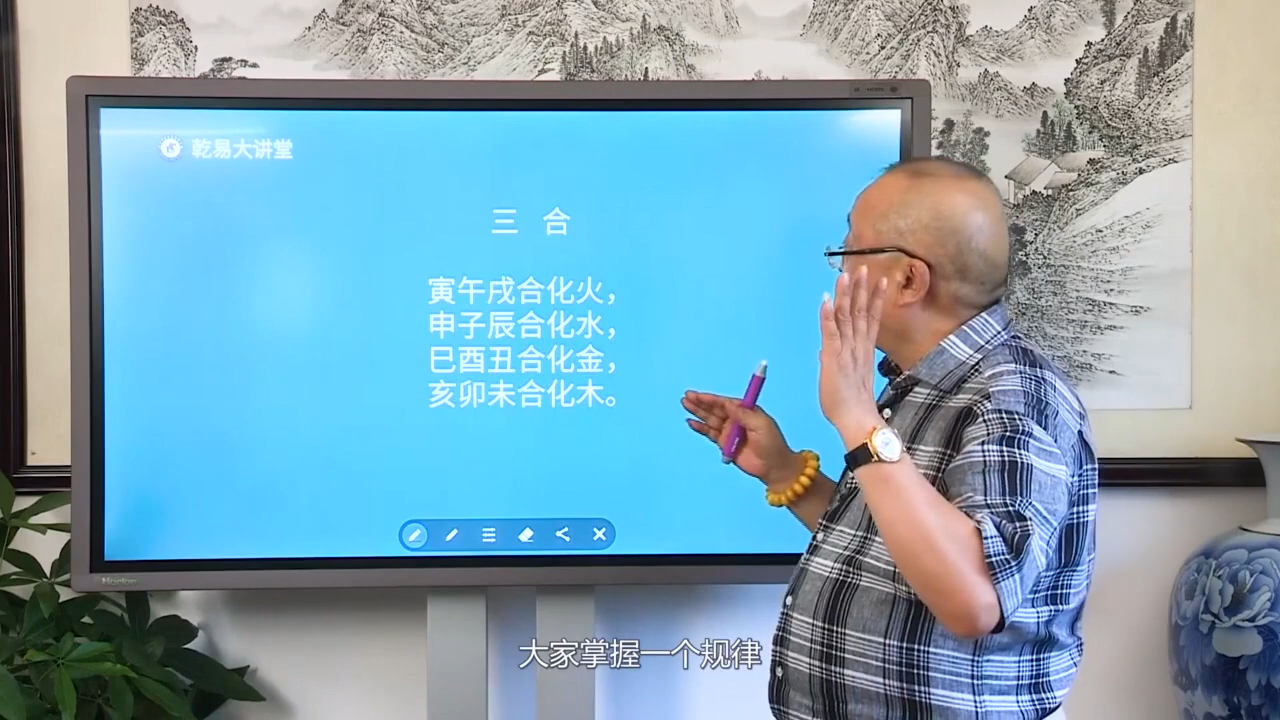 乾易大讲堂
三 合
寅午戌合化火，
申子辰合化水，
巳酉丑合化金，
亥卯未合化木。
大家掌握一个规律